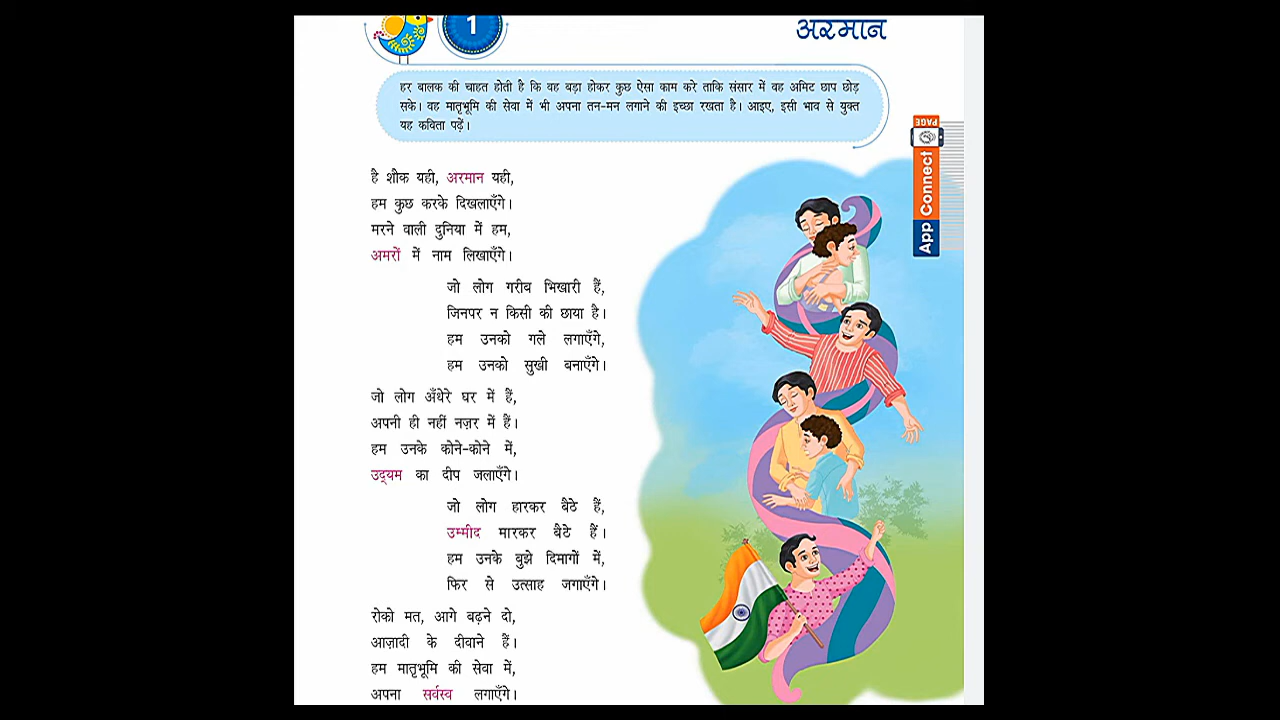 1
अरमान
हर बालक की चाहत होती है कि वह बड़ा होकर कुछ ऐसा काम करे ताकि संसार में वह अमिट छाप छोड़
सके। वह मातृभूमि की सेवा में भी अपना तन-मन लगाने की इच्छा रखता है। आइए, इसी भाव से युक्त
यह कविता पढ़ें।
है शौक यही, अरमान यही,
हम कुछ करके दिखलाएँगे।
मरने वाली दुनिया में हम,
अमरों में नाम लिखाएँगे।
जो लोग गरीब भिखारी हैं,
जिनपर न किसी की छाया है।
हम उनको गले लगाएँगे,
हम उनको सुखी बनाएँगे।
जो लोग अँधेरे घर में हैं,
अपनी ही नहीं नज़र में हैं।
हम उनके कोने-कोने में,
उद्यम का दीप जलाएँगे।
जो लोग हारकर बैठे हैं,
उम्मीद मारकर बैठे हैं।
हम उनके बुझे दिमागों में,
फिर से उत्साह जगाएँगे।
रोको मत, आगे बढ़ने दो,
आज़ादी के दीवाने हैं।
हम मातृभूमि की सेवा में,
अपना सर्वस्व लगाएँगे।
PAGE
App Connect